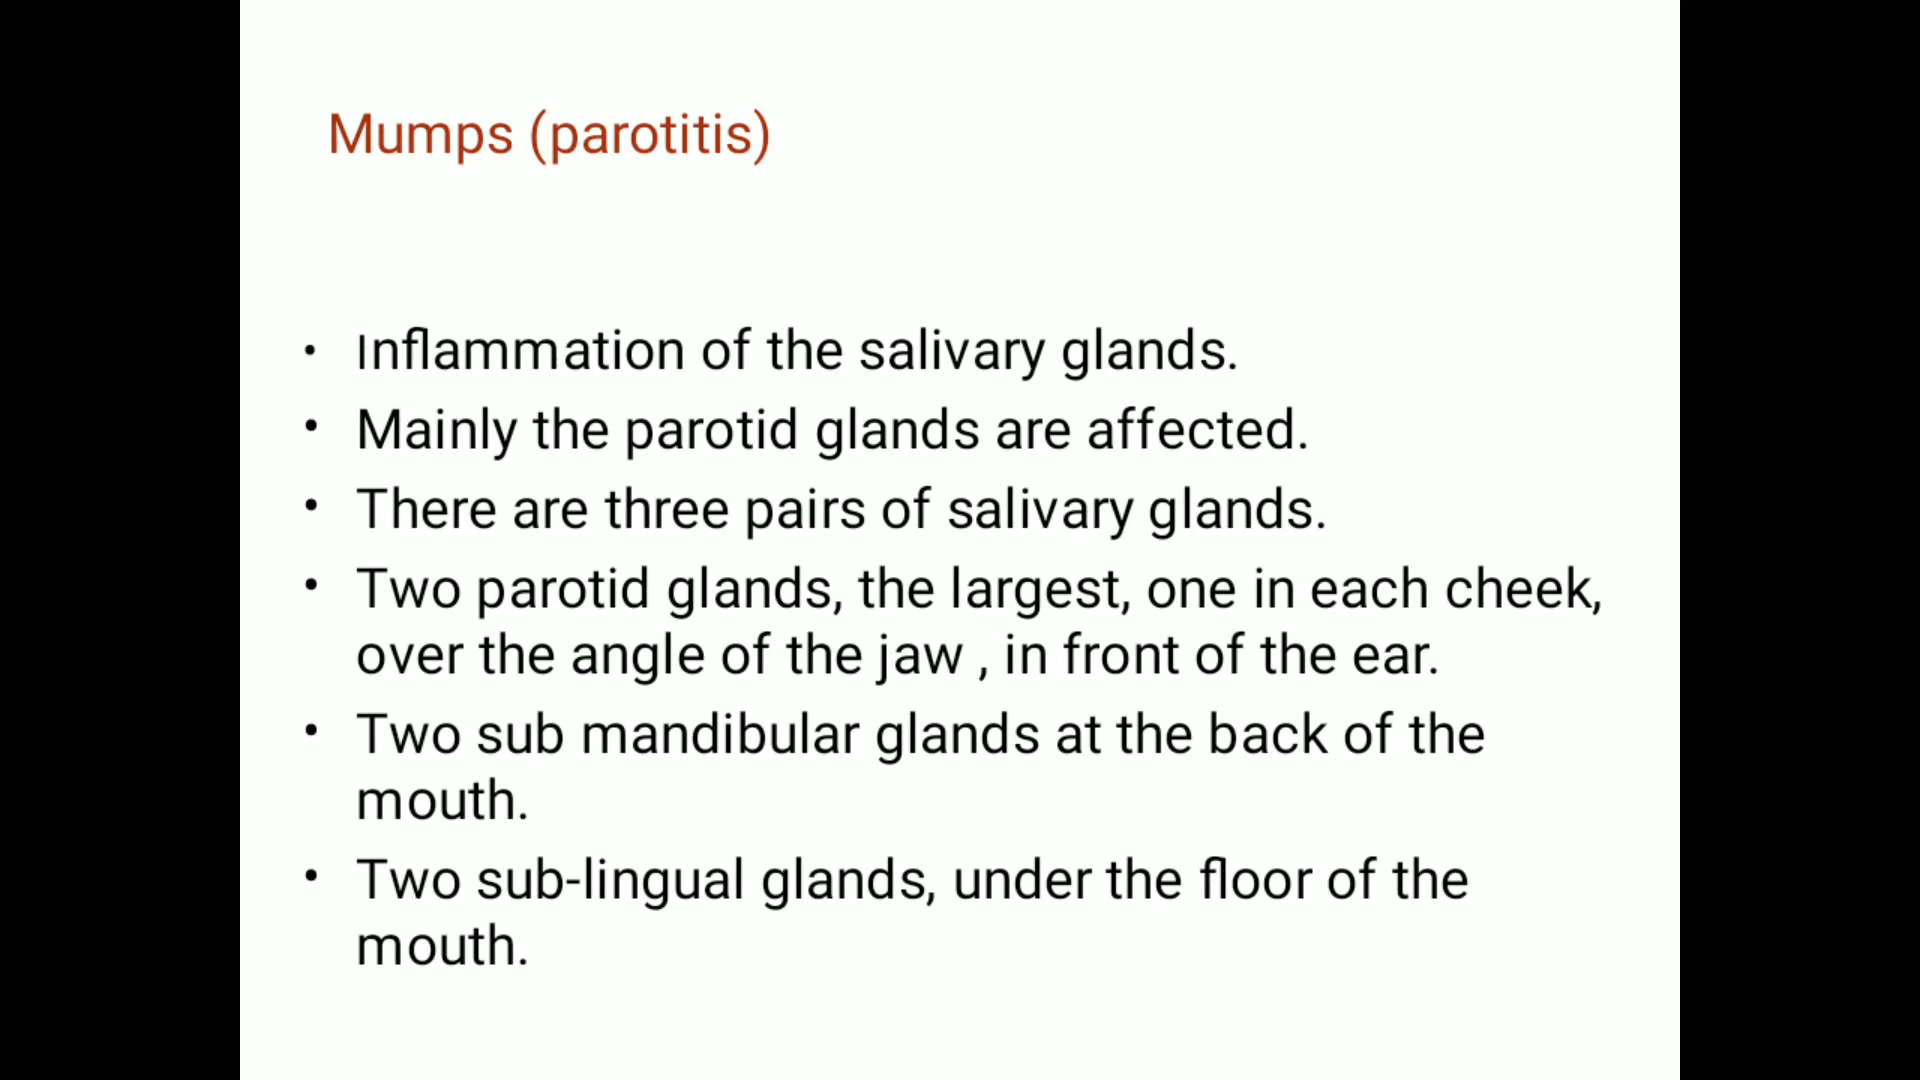 Mumps (parotitis)
• Inflammation of the salivary glands.
• Mainly the parotid glands are affected.
• There are three pairs of salivary glands.
• Two parotid glands, the largest, one in each cheek,
over the angle of the jaw , in front of the ear.
• Two sub mandibular glands at the back of the
mouth.
• Two sub-lingual glands, under the floor of the
mouth.